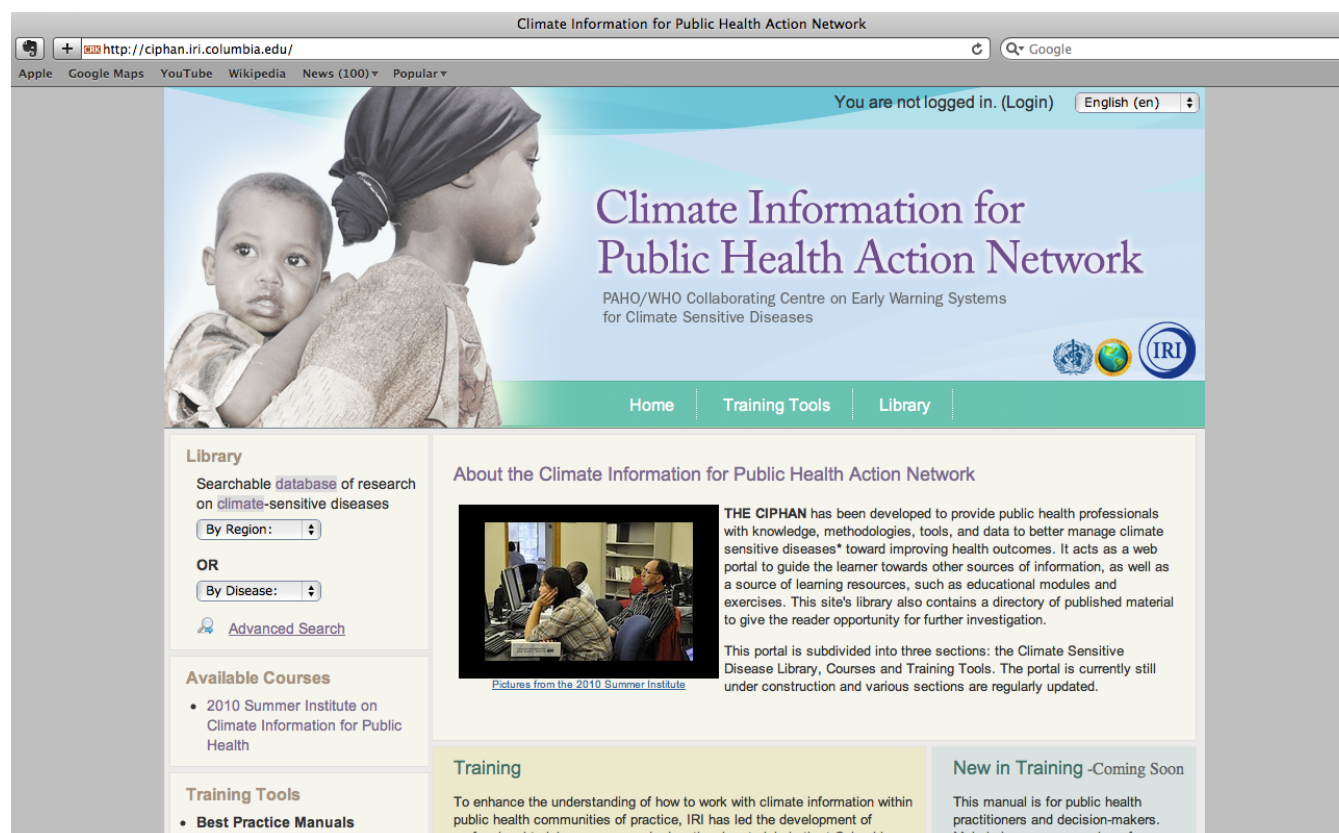 Climate Information for Public Health Action Network
http://ciphan.iri.columbia.edu/
Google
Apple Google Maps YouTube Wikipedia News (100) Popular
You are not logged in. (Login) English (en)
Climate Information for
Public Health Action Network
PAHO/WHO Collaborating Centre on Early Warning Systems
for Climate Sensitive Diseases
IRI
Home Training Tools Library
Library
Searchable database of research
on climate-sensitive diseases
By Region:
OR
By Disease:
Advanced Search
Available Courses
• 2010 Summer Institute on
Climate Information for Public
Health
Training Tools
• Best Practice Manuals
About the Climate Information for Public Health Action Network
Pictures from the 2010 Summer Institute
THE CIPHAN has been developed to provide public health professionals
with knowledge, methodologies, tools, and data to better manage climate
sensitive diseases* toward improving health outcomes. It acts as a web
portal to guide the learner towards other sources of information, as well as
a source of learning resources, such as educational modules and
exercises. This site's library also contains a directory of published material
to give the reader opportunity for further investigation.
This portal is subdivided into three sections: the Climate Sensitive
Disease Library, Courses and Training Tools. The portal is currently still
under construction and various sections are regularly updated.
Training
To enhance the understanding of how to work with climate information within
public health communities of practice, IRI has led the development of
New in Training -Coming Soon
This manual is for public health
practitioners and decision-makers.